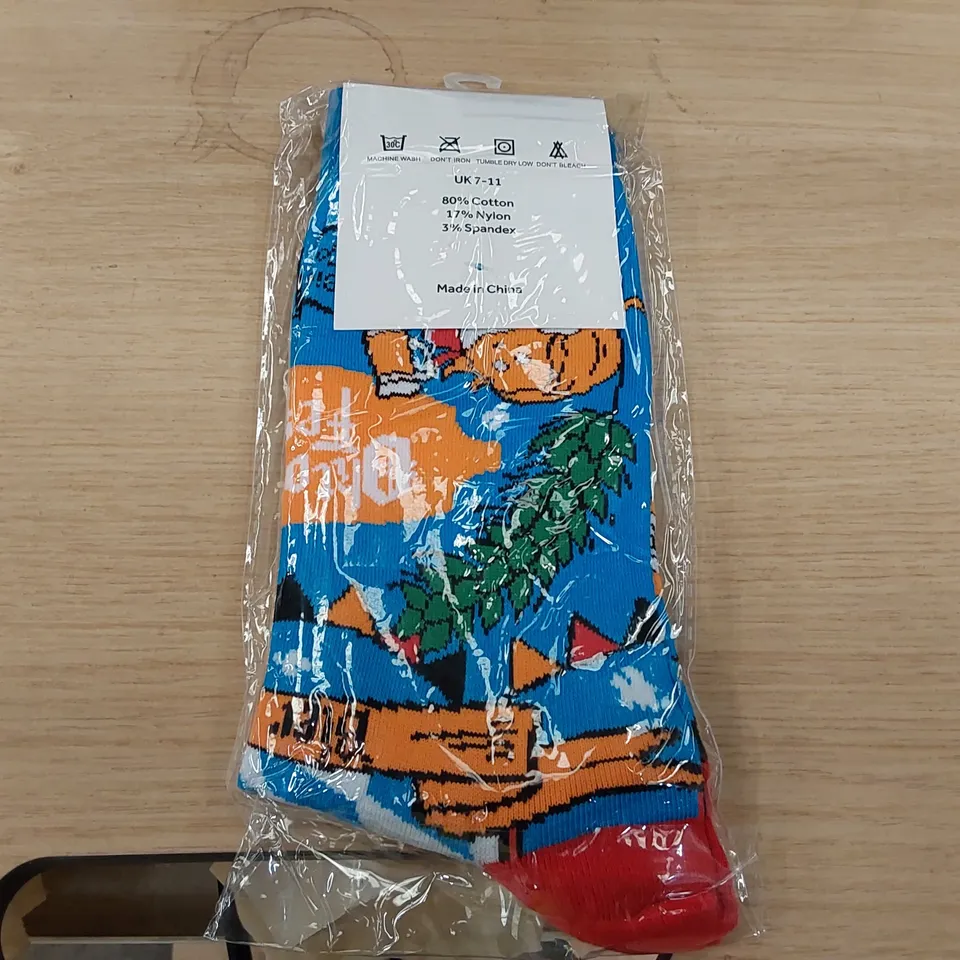 30C
MACHINE WASH DON'T IRON TUMBLE DRY LOW DON'T BLEACH
UK 7-11
80% Cotton
17% Nylon
3% Spandex
Made in China